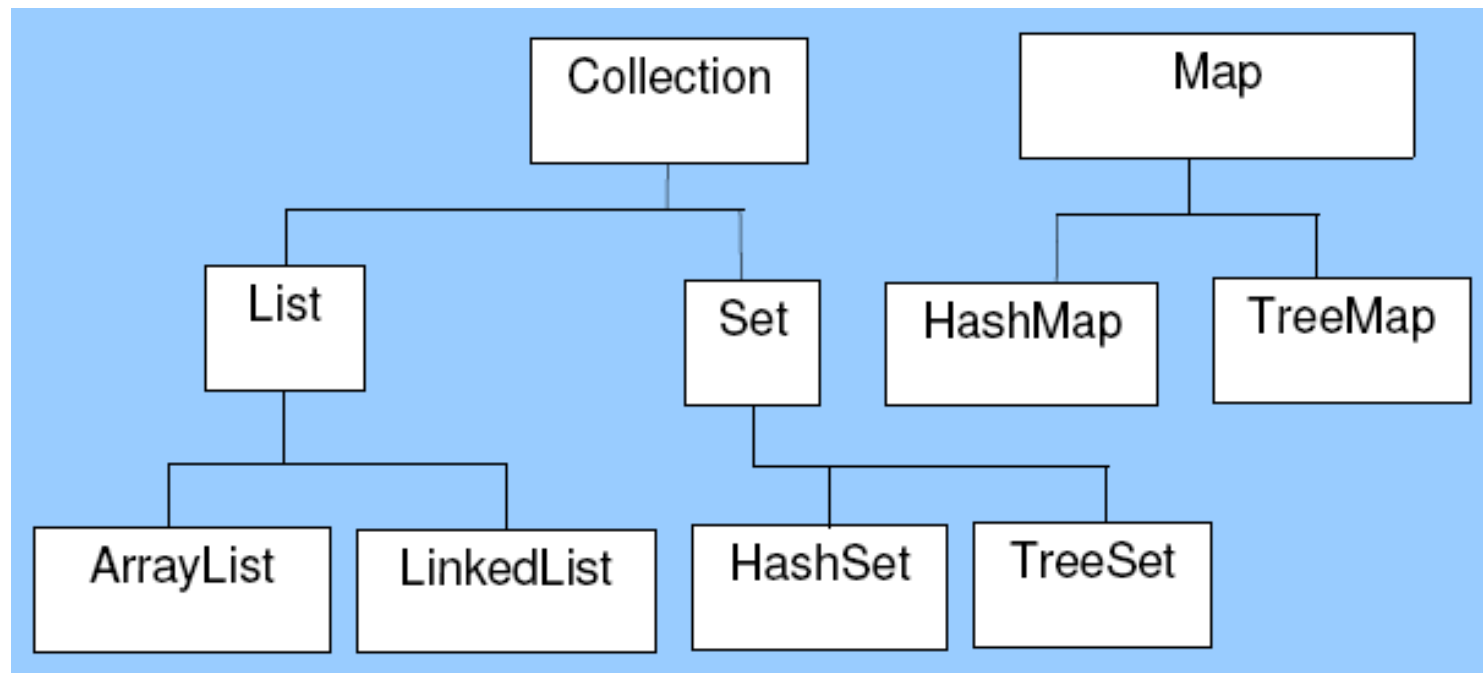 Collection
Map
List
Set
HashMap
TreeMap
ArrayList
LinkedList
HashSet
TreeSet